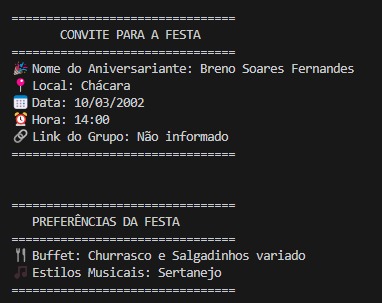 ================================
CONVITE PARA A FESTA
================================
🎉 Nome do Aniversariante: Breno Soares Fernandes
📍 Local: Chácara
📅 Data: 10/03/2002
⏰ Hora: 14:00
🔗 Link do Grupo: Não informado
================================
================================
PREFERÊNCIAS DA FESTA
================================
🍴 Buffet: Churrasco e Salgadinhos variado
🎵 Estilos Musicais: Sertanejo
================================